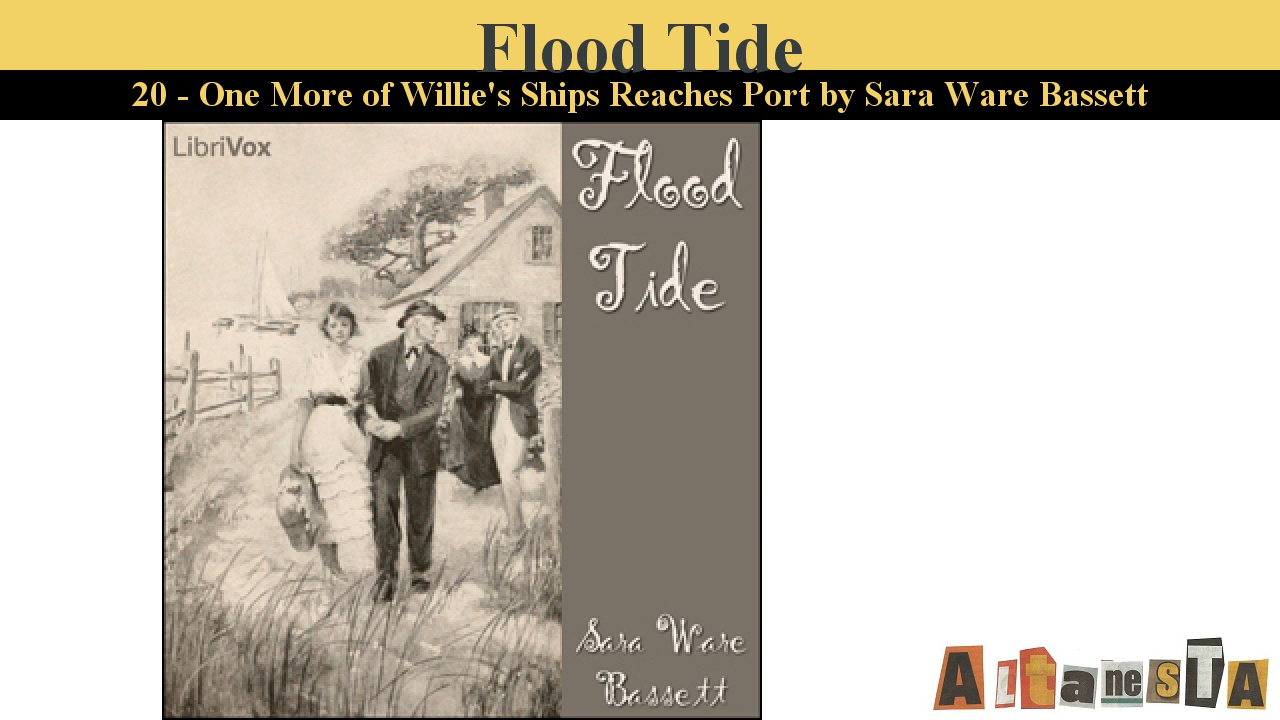 Flood Tide
20 - One More of Willie's Ships Reaches Port by Sara Ware Bassett
LibriVox
Flood
Tide
Sara Ware
Bassett
AltanesTA